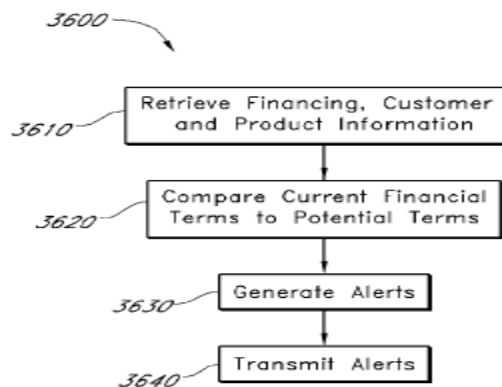 3600
Retrieve Financing, Customer
and Product Information
3610
Compare Current Financial
Terms to Potential Terms
3620
Generate Alerts
3630
Transmit Alerts
3640